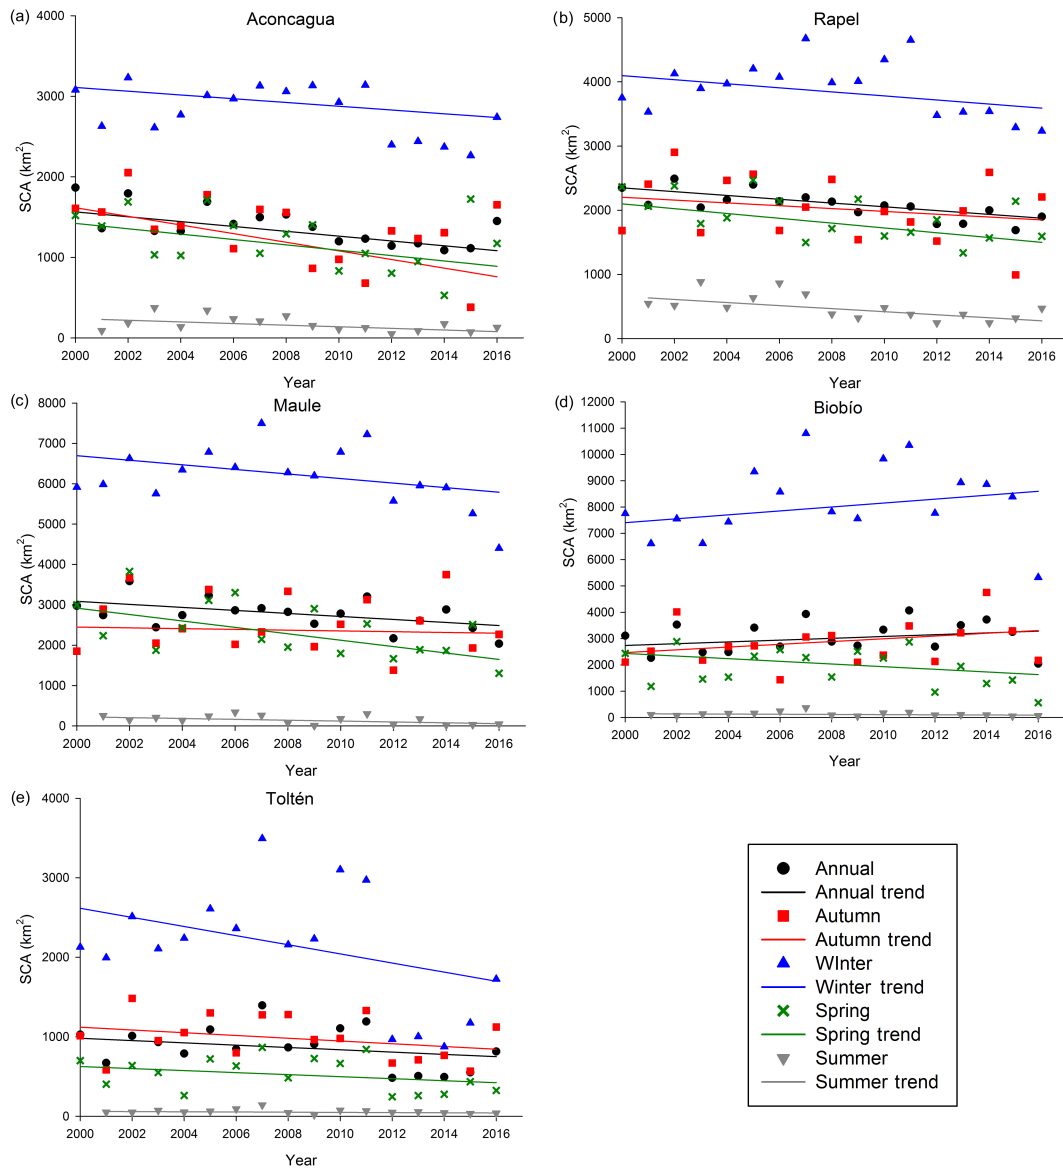 (a)
Aconcagua
4000
3000
2000
1000
0
SCA (km2)
2000 2002 2004 2006 2008 2010 2012 2014 2016
Year
(b)
Rapel
5000
4000
3000
2000
1000
0
SCA (km2)
2000 2002 2004 2006 2008 2010 2012 2014 2016
Year
(c)
Maule
8000
7000
6000
5000
4000
3000
2000
1000
0
SCA (km2)
2000 2002 2004 2006 2008 2010 2012 2014 2016
Year
(d)
Biobío
12000
11000
10000
9000
8000
7000
6000
5000
4000
3000
2000
1000
0
SCA (km2)
2000 2002 2004 2006 2008 2010 2012 2014 2016
Year
(e)
Toltén
4000
3000
2000
1000
0
SCA (km2)
2000 2002 2004 2006 2008 2010 2012 2014 2016
Year
Annual
Annual trend
Autumn
Autumn trend
WInter
Winter trend
Spring
Spring trend
Summer
Summer trend